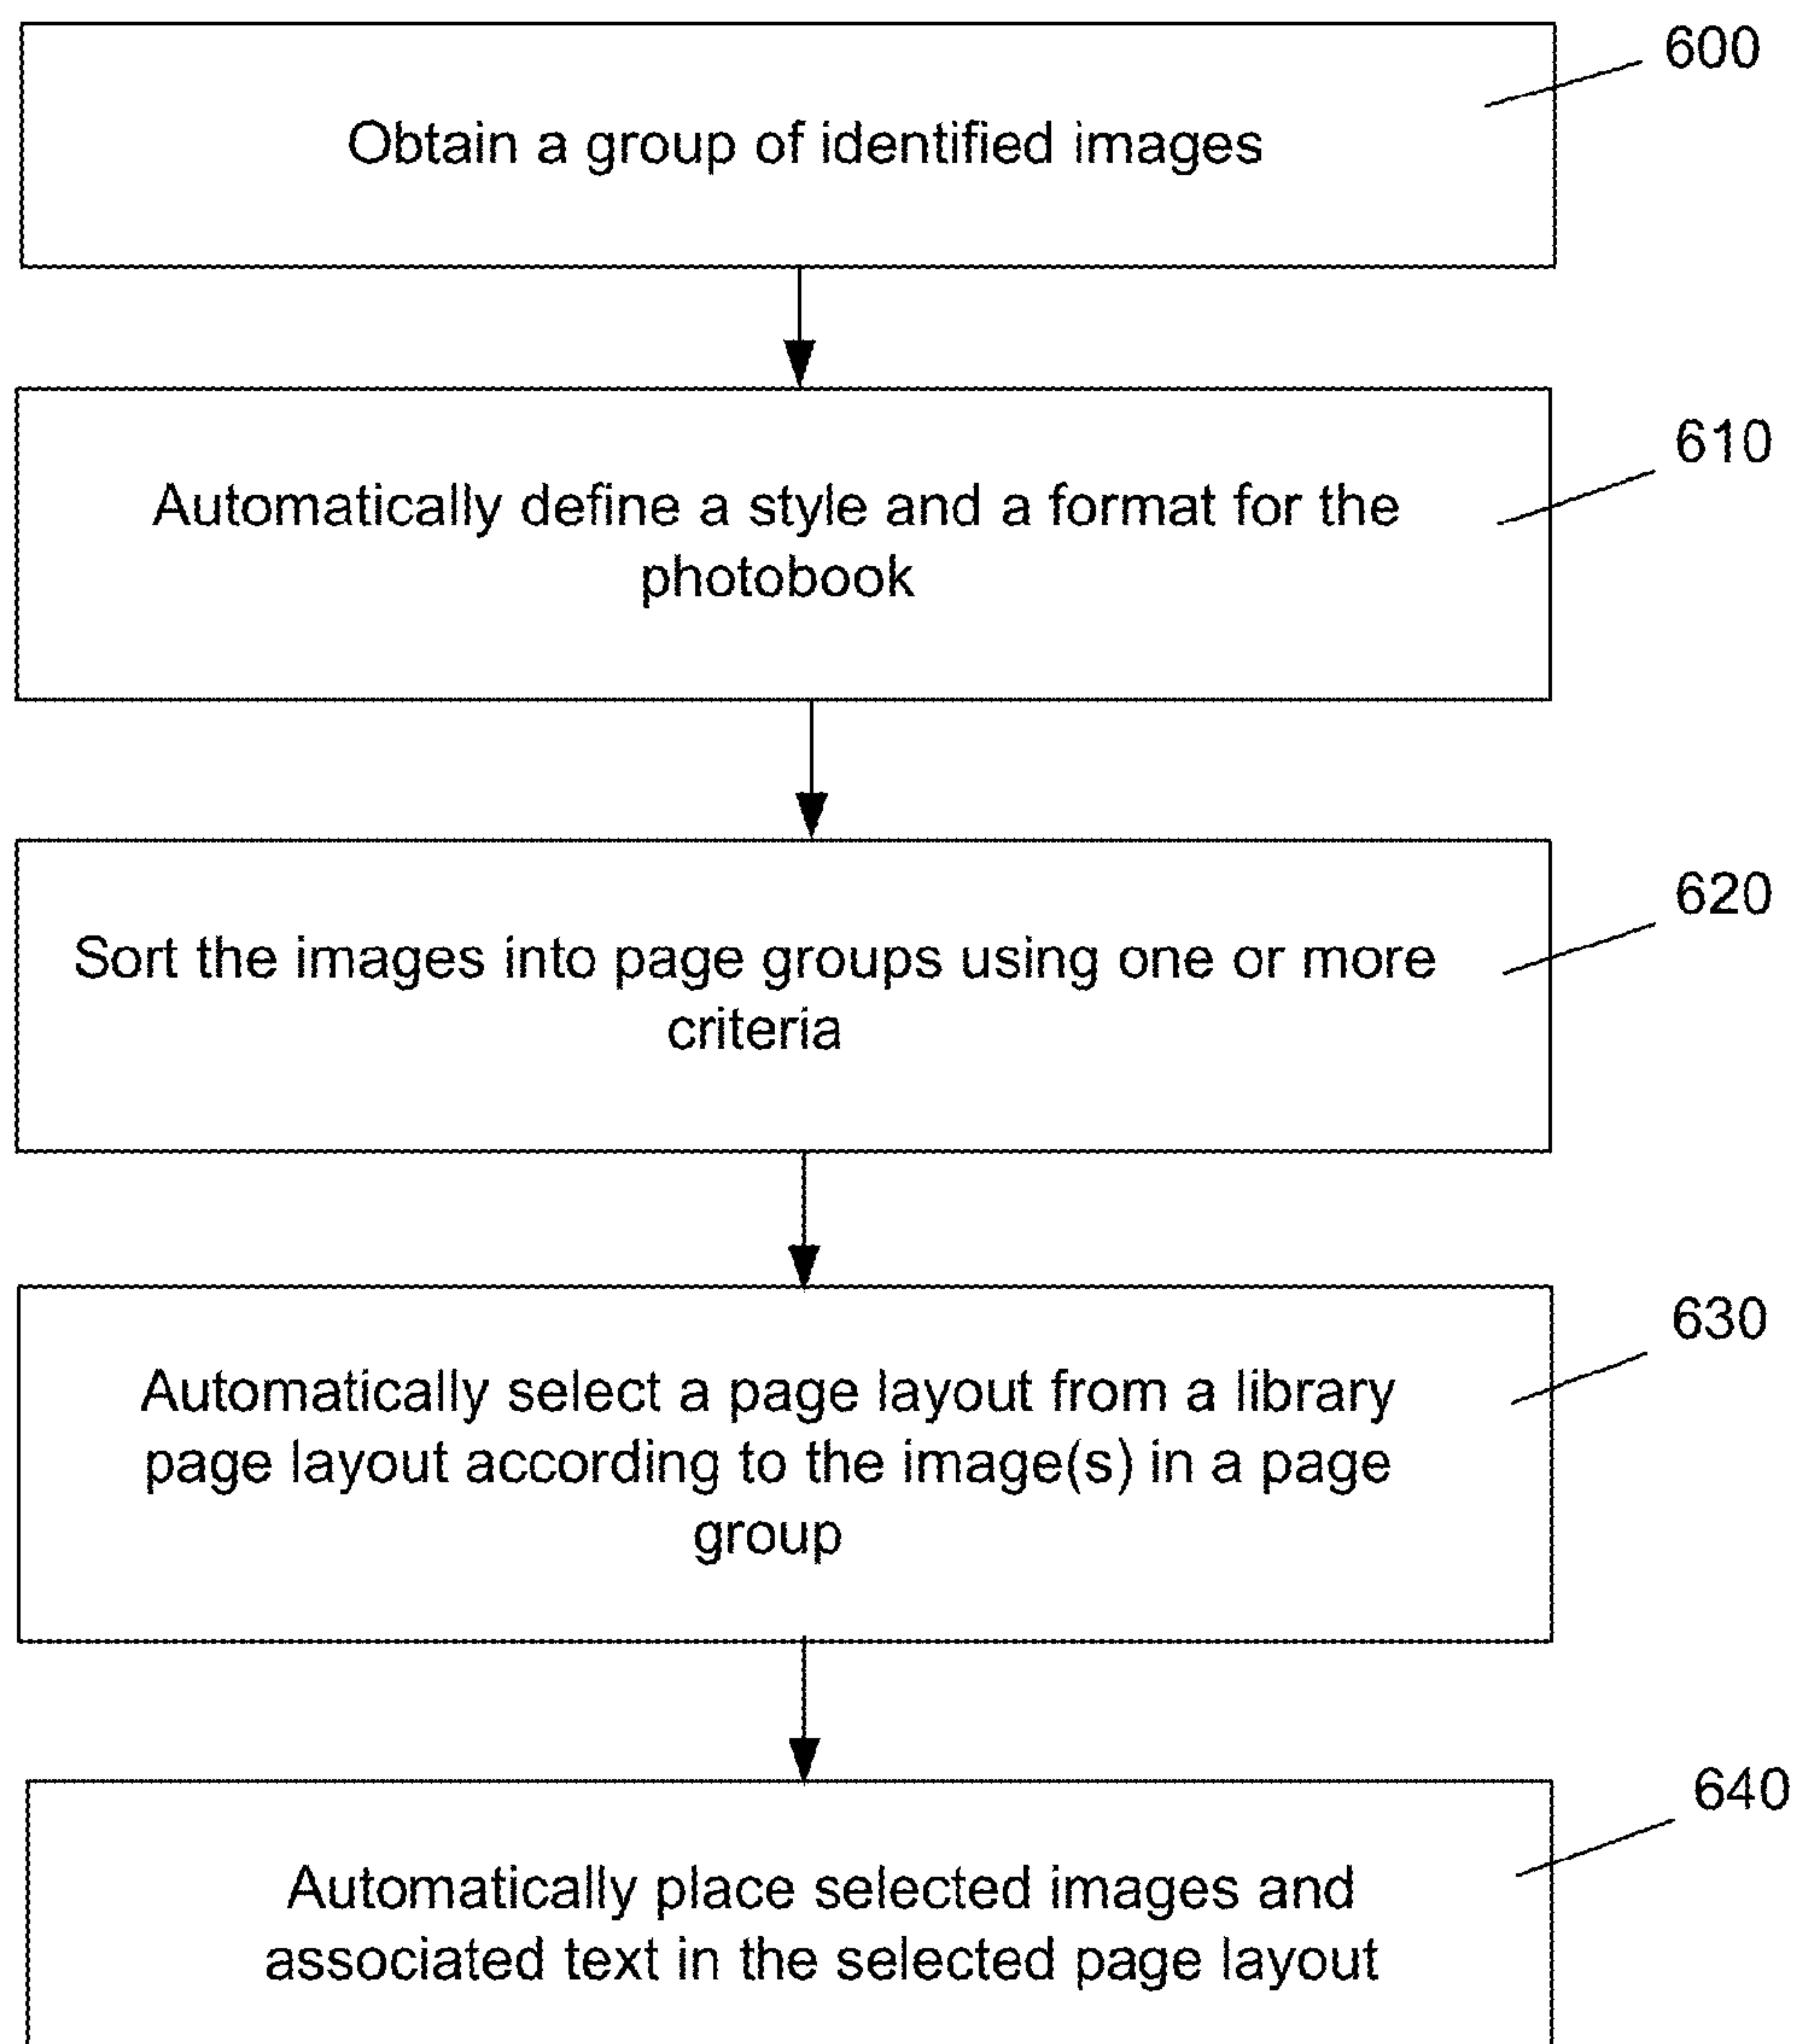 600
Obtain a group of identified images
610
Automatically define a style and a format for the
photobook
620
Sort the images into page groups using one or more
criteria
630
Automatically select a page layout from a library
page layout according to the image(s) in a page
group
640
Automatically place selected images and
associated text in the selected page layout